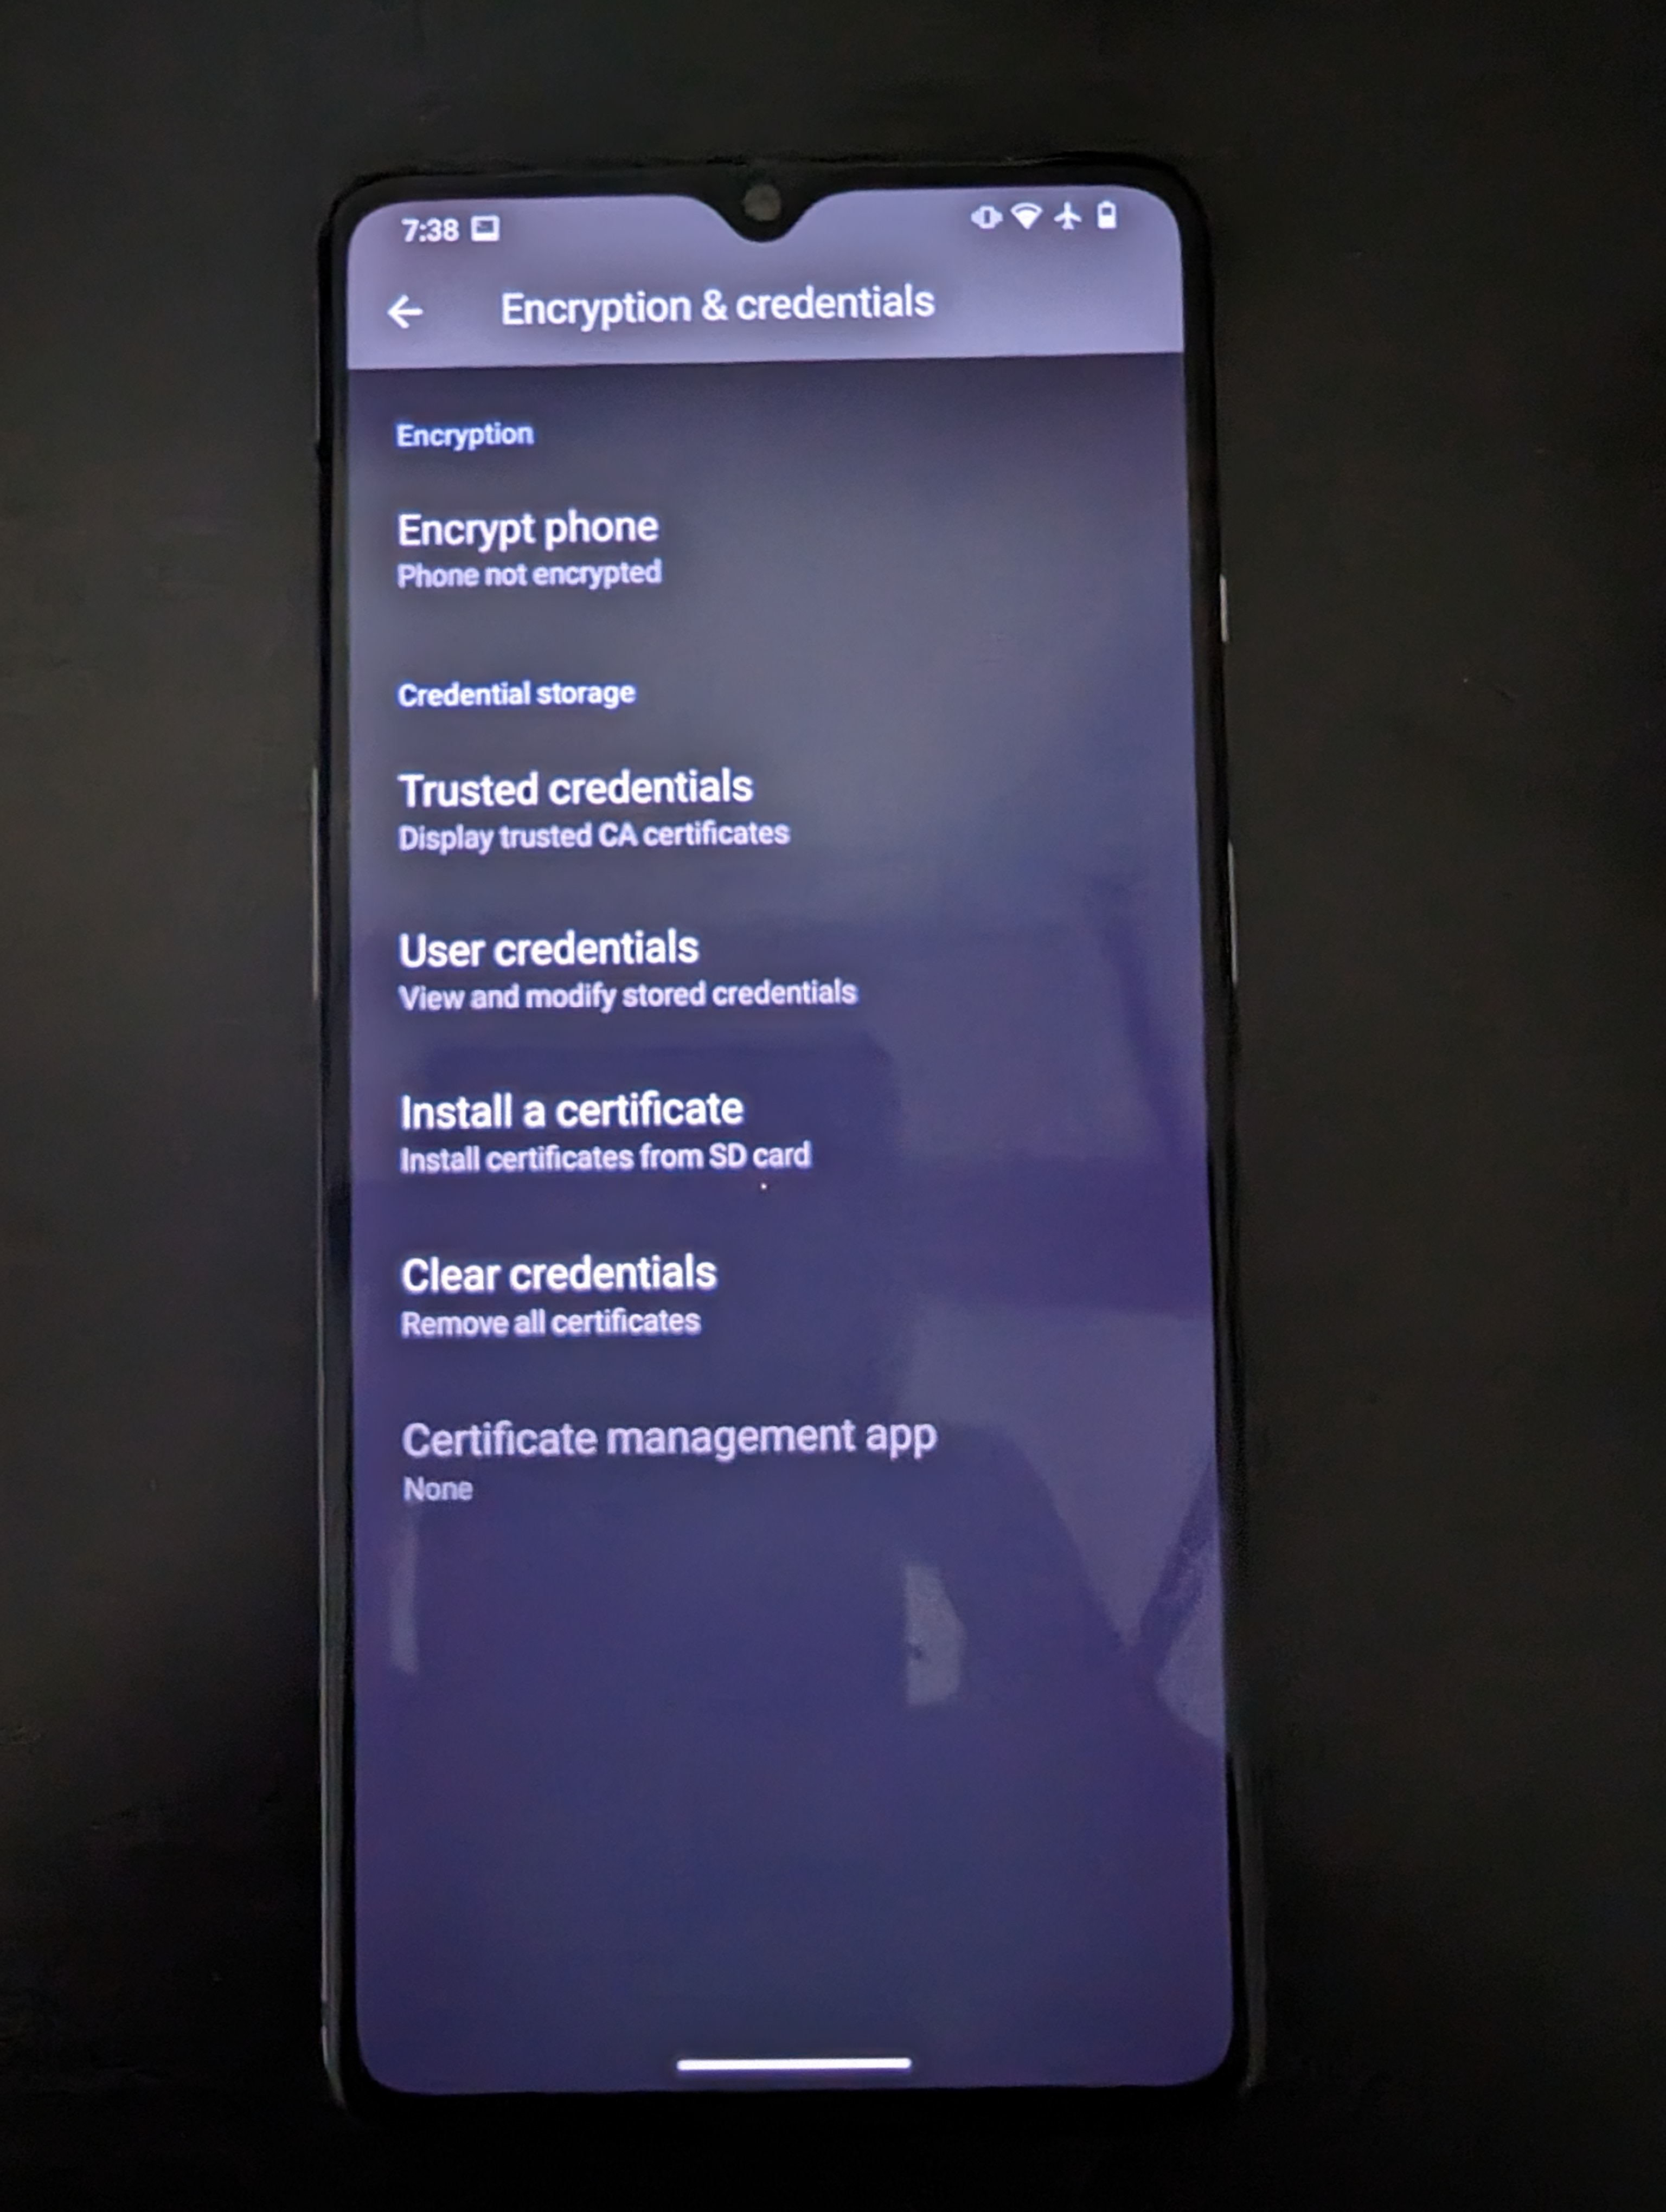 7:38
Encryption & credentials
Encryption
Encrypt phone
Phone not encrypted
Credential storage
Trusted credentials
Display trusted CA certificates
User credentials
View and modify stored credentials
Install a certificate
Install certificates from SD card
Clear credentials
Remove all certificates
Certificate management app
None